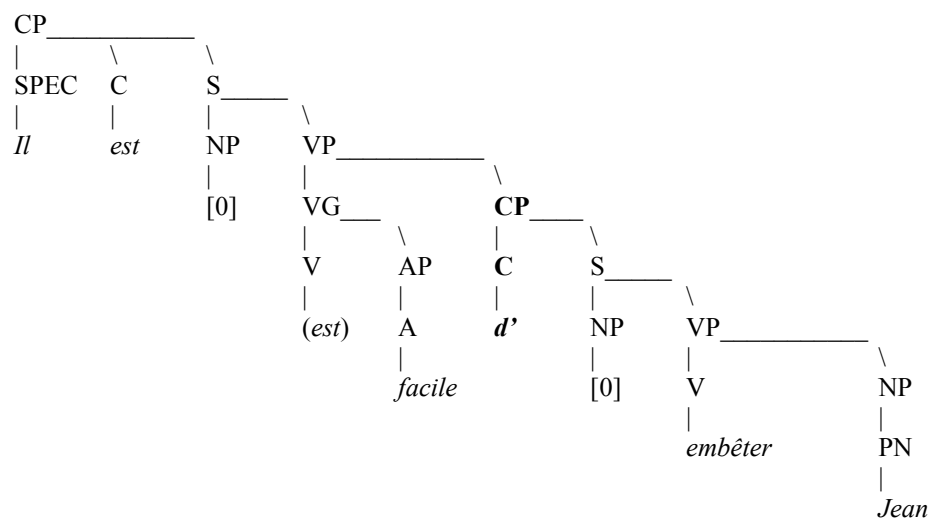 CP
SPEC C S
Il est NP VP
[0] VG CP
V AP C S
(est) A d’ NP VP
facile [0] V NP
embêter PN
Jean